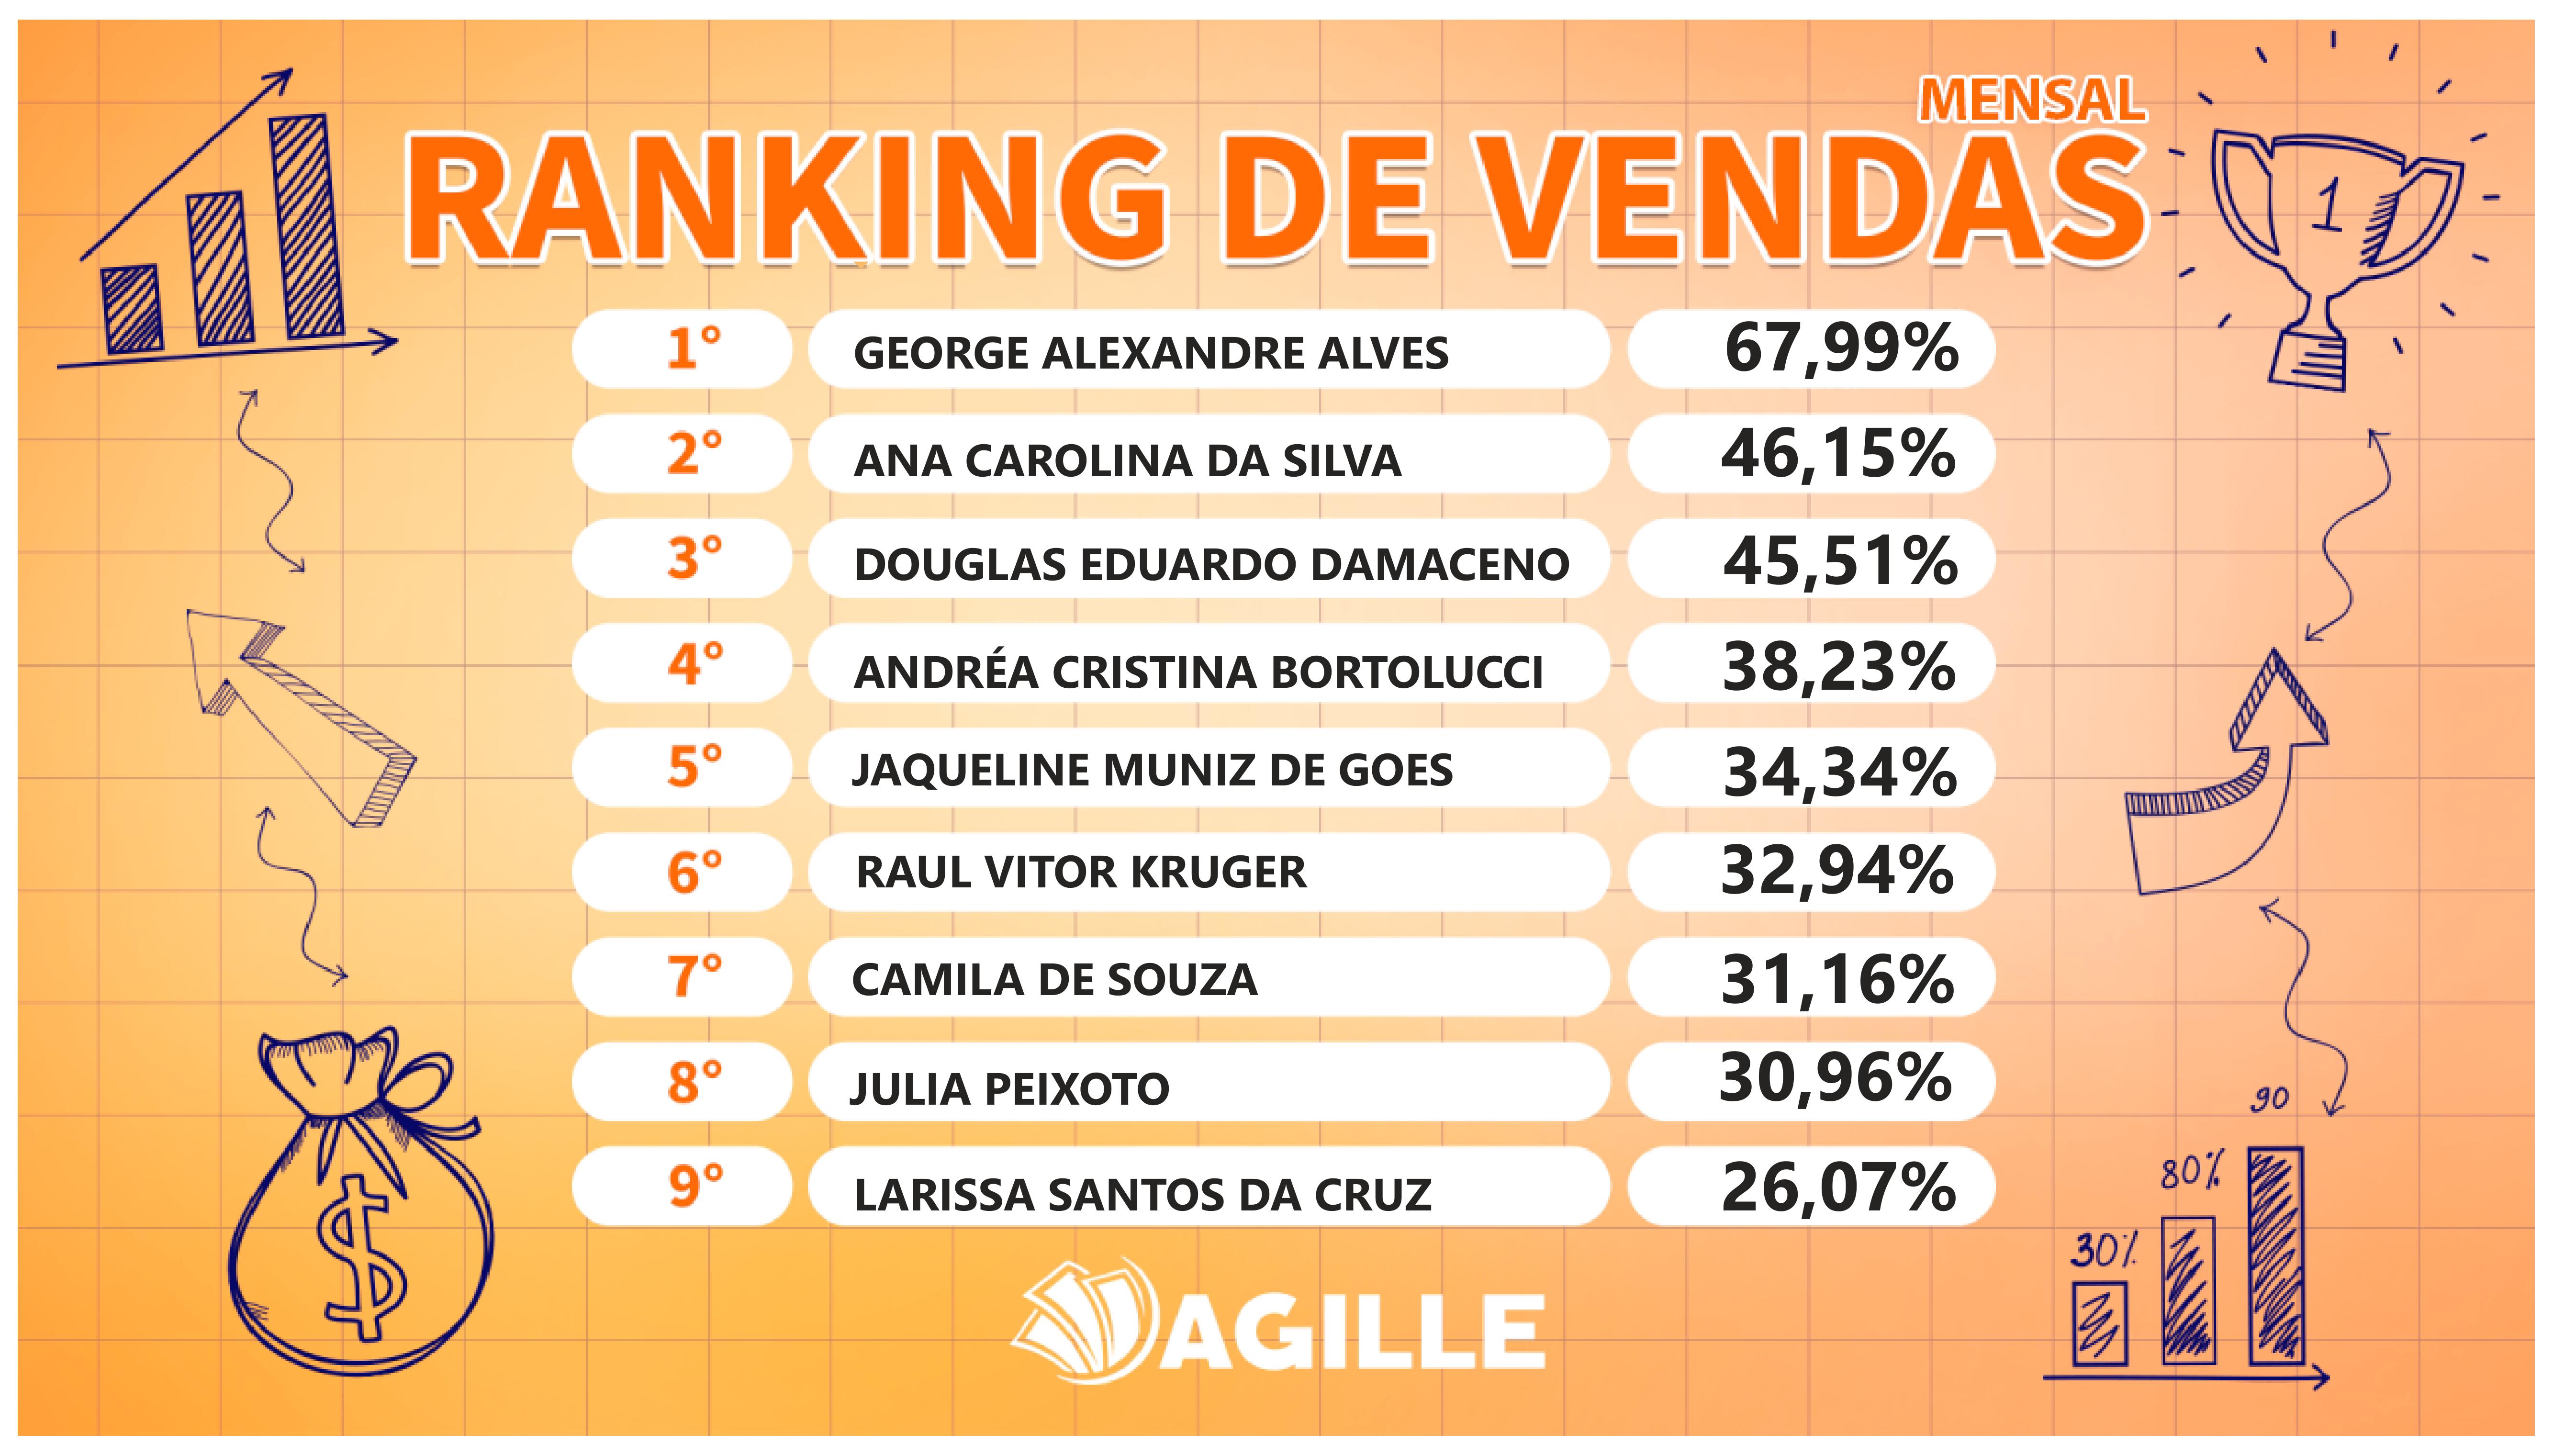 MENSAL
RANKING DE VENDAS
1° GEORGE ALEXANDRE ALVES 67,99%
2° ANA CAROLINA DA SILVA 46,15%
3° DOUGLAS EDUARDO DAMACENO 45,51%
4° ANDRÉA CRISTINA BORTOLUCCI 38,23%
5° JAQUELINE MUNIZ DE GOES 34,34%
6° RAUL VITOR KRUGER 32,94%
7° CAMILA DE SOUZA 31,16%
8° JULIA PEIXOTO 30,96%
9° LARISSA SANTOS DA CRUZ 26,07%
AGILLE
1
$
30%
80%
90